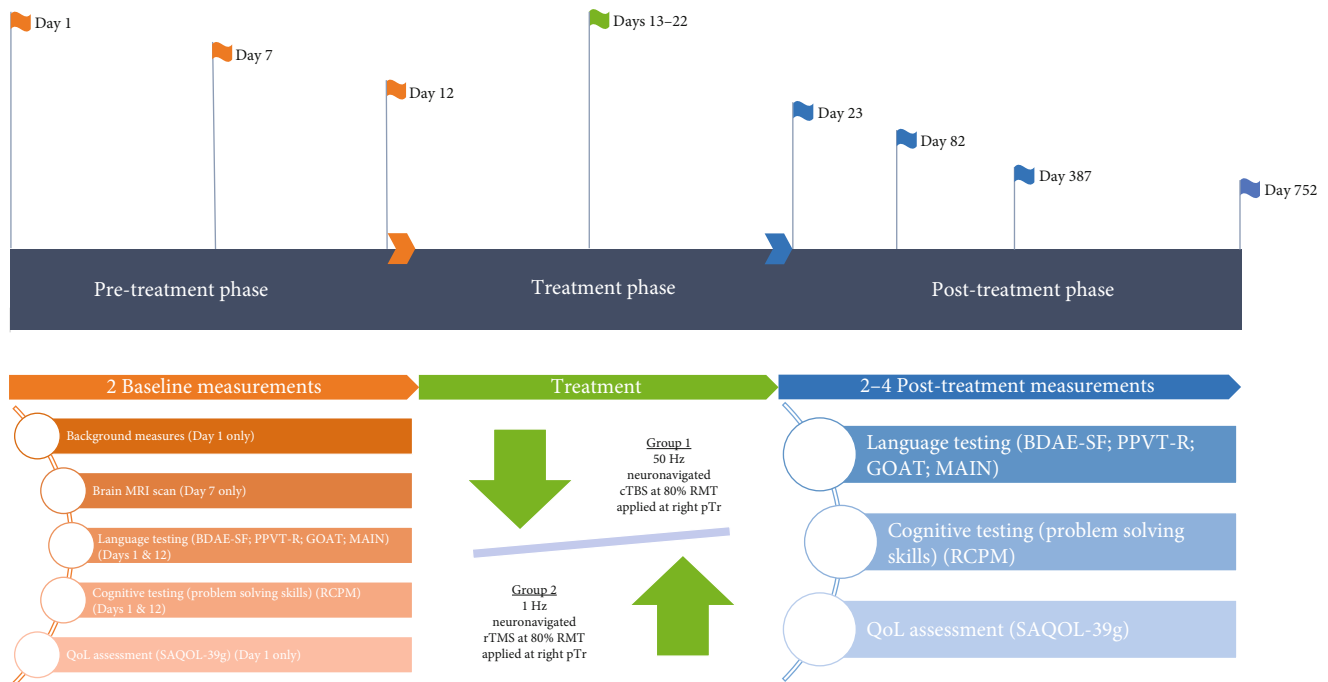 Day 1
Day 7
Day 12
Days 13–22
Day 23
Day 82
Day 387
Day 752
Pre-treatment phase
Treatment phase
Post-treatment phase
2 Baseline measurements
Background measures (Day 1 only)
Brain MRI scan (Day 7 only)
Language testing (BDAE-SF; PPVT-R; GOAT; MAIN)
(Days 1 & 12)
Cognitive testing (problem solving skills) (RCPM)
(Days 1 & 12)
QoL assessment (SAQOL-39g) (Day 1 only)
Treatment
Group 1
50 Hz
neuronavigated
cTBS at 80% RMT
applied at right pTr
Group 2
1 Hz
neuronavigated
rTMS at 80% RMT
applied at right pTr
2–4 Post-treatment measurements
Language testing (BDAE-SF; PPVT-R;
GOAT; MAIN)
Cognitive testing (problem solving
skills) (RCPM)
QoL assessment (SAQOL-39g)